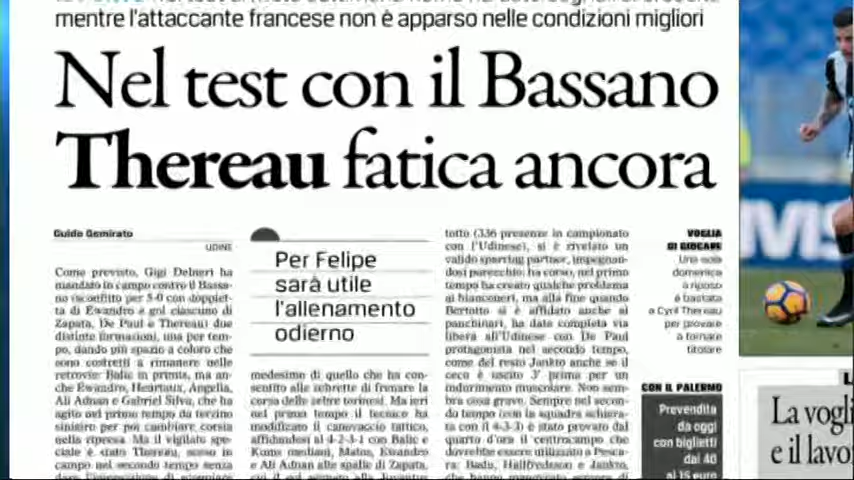 mentre l'attaccante francese non è apparso nelle condizioni migliori
Nel test con il Bassano
Thereau fatica ancora
Guido Gomirato
UDINE
Come previsto, Gigi Delneri ha
mandato in campo contro il Bassa-
no (sconfitto per 5-0 con doppiet-
ta di Ewandro e gol ciascuno di
Zapata, De Paul e Thereau) due
distinte formazioni, una per tem-
po, dando più spazio a coloro che
sono costretti a rimanere nelle
retrovie: Balic in primis, ma an-
che Ewandro, Heurtaux, Angella,
Ali Adnan e Gabriel Silva, che ha
agito nel primo tempo da terzino
sinistro per poi cambiare corsia
nella ripresa. Ma il vigilato spe-
ciale è stato Thereau, sceso in
campo nel secondo tempo senza
Per Felipe
sarà utile
l'allenamento
odierno
medesimo di quello che ha con-
sentito alle zebrette di frenare la
corsa delle settore torinesi. Ma ieri
nel primo tempo il tecnico ha
modificato il canovaccio tattico,
affidandosi al 4-2-3-1 con Balic e
Kums mediani, Matos, Ewandro
e Ali Adnan alle spalle di Zapata,
totto (336 presenze in campionato
con l'Udinese), si è rivelato un
valido sparring partner, impegnan-
dosi parecchio, ha corso, nel primo
tempo ha creato qualche problema
ai bianconeri, ma alla fine quando
Bertotto si è affidato anche ai
panchinari, ha dato completa via
libera all'Udinese con De Paul
protagonista nel secondo tempo,
come del resto Jankto anche se il
ceco è uscito 3' prima per un
indurimento muscolare. Non sem-
bra cosa grave. Sempre nel secon-
do tempo (con la squadra schiera-
ta con il 4-3-3) è stato provato dal
quarto d'ora il centrocampo che
dovrebbe essere utilizzato a Pesca-
ra: Badu, Hallfredsson e Jankto,
VOGLIA
DI GIOCARE
Una sola
domenica
a riposo
è bastata
a Cyril Thereau
per provare
a tornare
titolare
CON IL PALERMO
Prevendita
da oggi
con biglietti
dai 40
ai 15 euro
La vogli
e il lavo